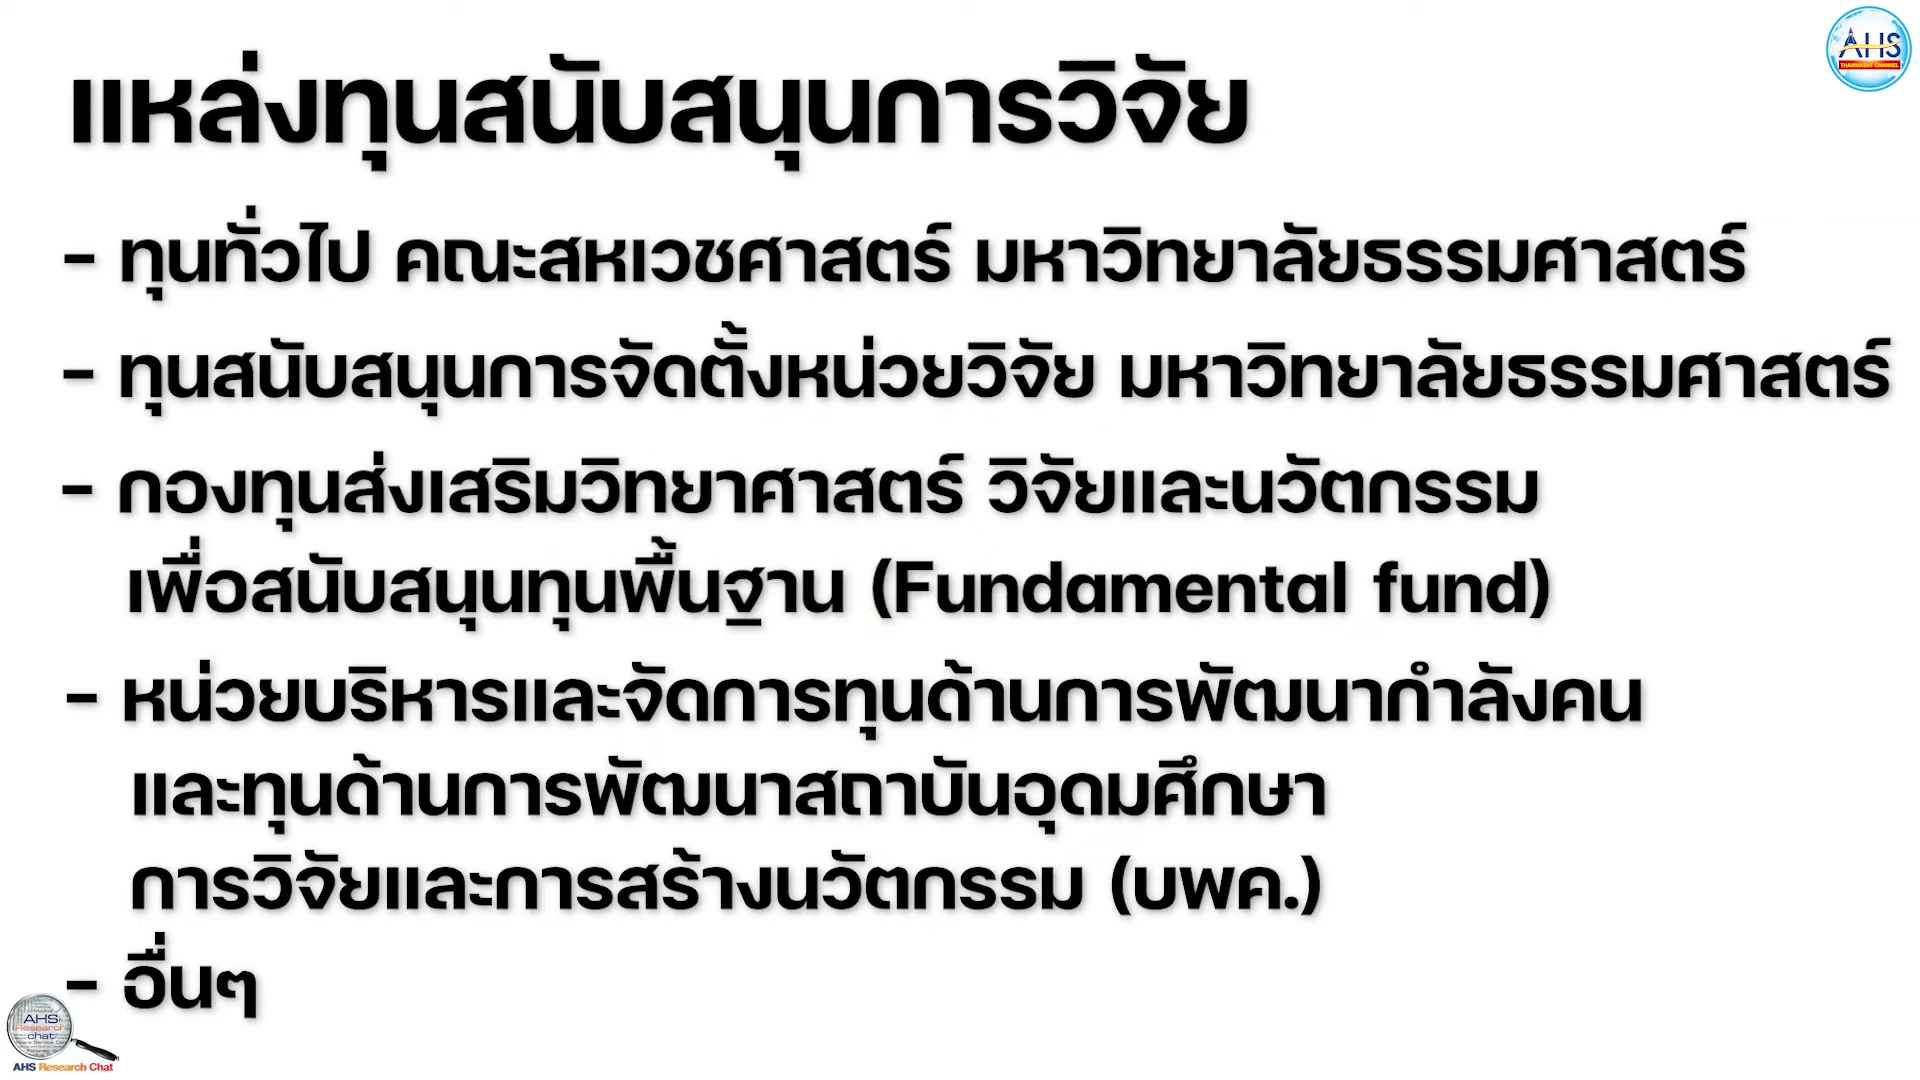 AHS
THAMMASAT CHANNEL
แหล่งทุนสนับสนุนการวิจัย
- ทุนทั่วไป คณะสหเวชศาสตร์ มหาวิทยาลัยธรรมศาสตร์
- ทุนสนับสนุนการจัดตั้งหน่วยวิจัย มหาวิทยาลัยธรรมศาสตร์
- กองทุนส่งเสริมวิทยาศาสตร์ วิจัยและนวัตกรรม
เพื่อสนับสนุนทุนพื้นฐาน (Fundamental fund)
- หน่วยบริหารและจัดการทุนด้านการพัฒนากำลังคน
และทุนด้านการพัฒนาสถาบันอุดมศึกษา
การวิจัยและการสร้างนวัตกรรม (บพค.)
- อื่นๆ
AHS
Research
chat
AHS Research Chat